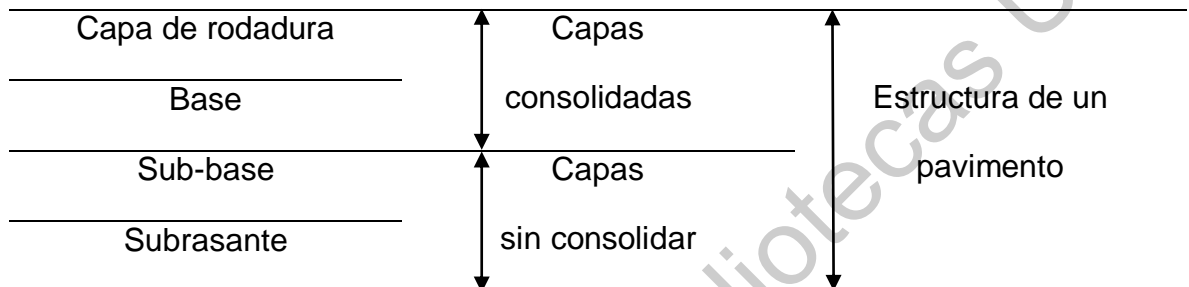 Capa de rodadura
Base
Sub-base
Subrasante
Capas
consolidadas
Capas
sin consolidar
Estructura de un
pavimento